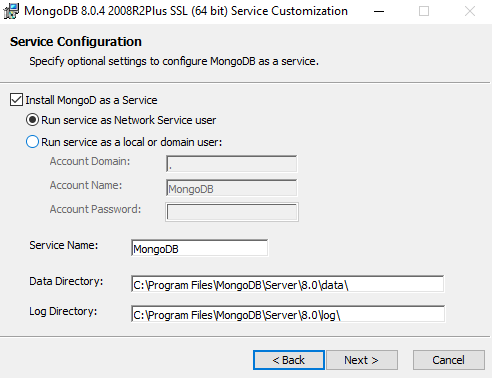 MongoDB 8.0.4 2008R2Plus SSL (64 bit) Service Customization
Service Configuration
Specify optional settings to configure MongoDB as a service.
Install MongoD as a Service
Run service as Network Service user
Run service as a local or domain user:
Account Domain: .
Account Name: MongoDB
Account Password:
Service Name: MongoDB
Data Directory: C:\Program Files\MongoDB\Server\8.0\data\
Log Directory: C:\Program Files\MongoDB\Server\8.0\log\
< Back Next > Cancel